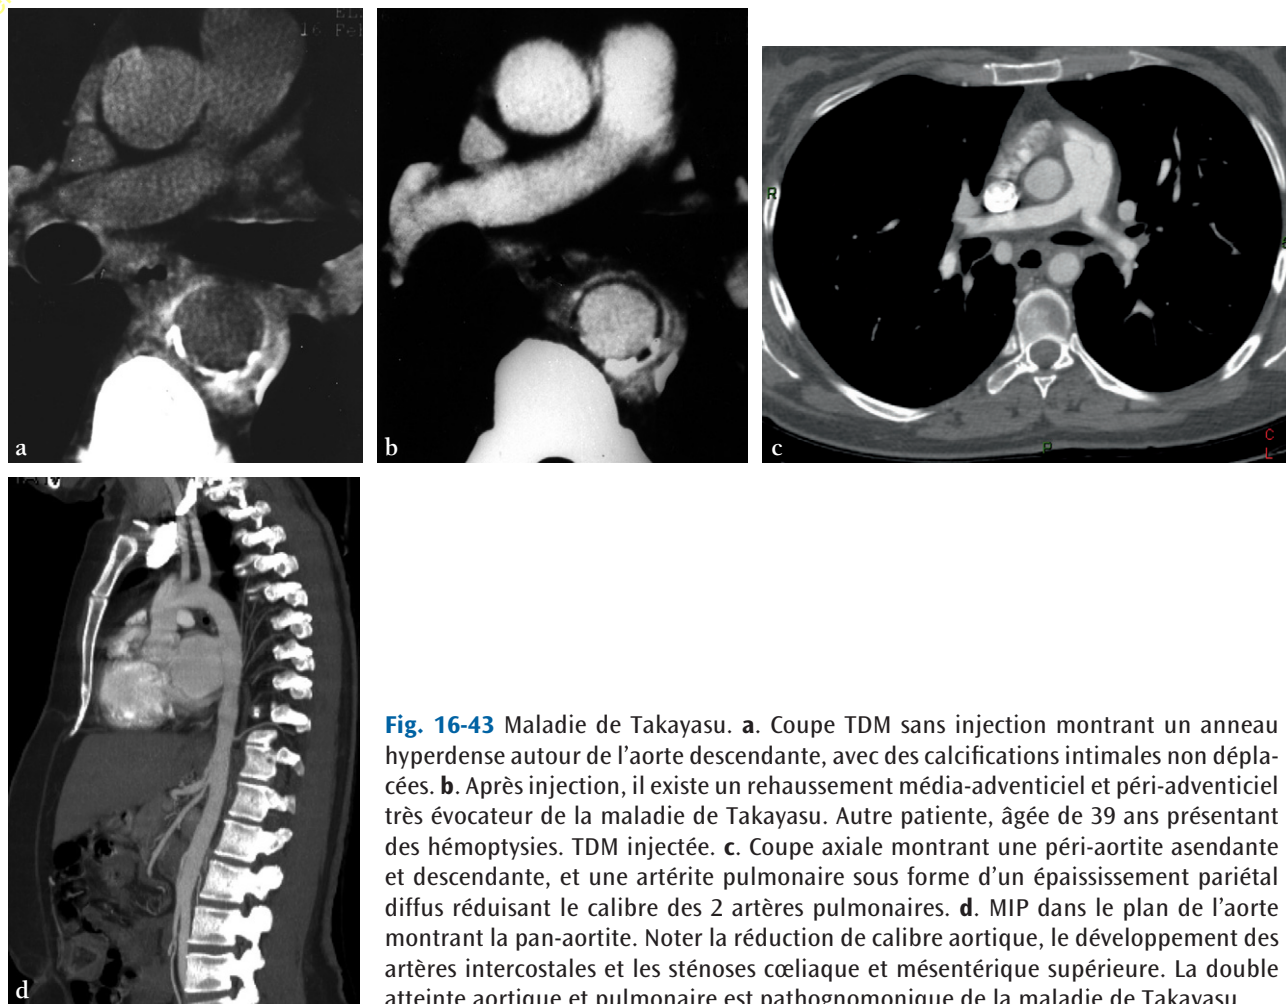 16 Fe
a
b
R
P
C
L
c
d
Fig. 16-43 Maladie de Takayasu. a. Coupe TDM sans injection montrant un anneau
hyperdense autour de l'aorte descendante, avec des calcifications intimales non dépla-
cées. b. Après injection, il existe un rehaussement média-adventiciel et péri-adventiciel
très évocateur de la maladie de Takayasu. Autre patiente, âgée de 39 ans présentant
des hémoptysies. TDM injectée. c. Coupe axiale montrant une péri-aortite asendante
et descendante, et une artérite pulmonaire sous forme d'un épaississement pariétal
diffus réduisant le calibre des 2 artères pulmonaires. d. MIP dans le plan de l'aorte
montrant la pan-aortite. Noter la réduction de calibre aortique, le développement des
artères intercostales et les sténoses cœliaque et mésentérique supérieure. La double
atteinte aortique et pulmonaire est pathognomonique de la maladie de Takayasu.